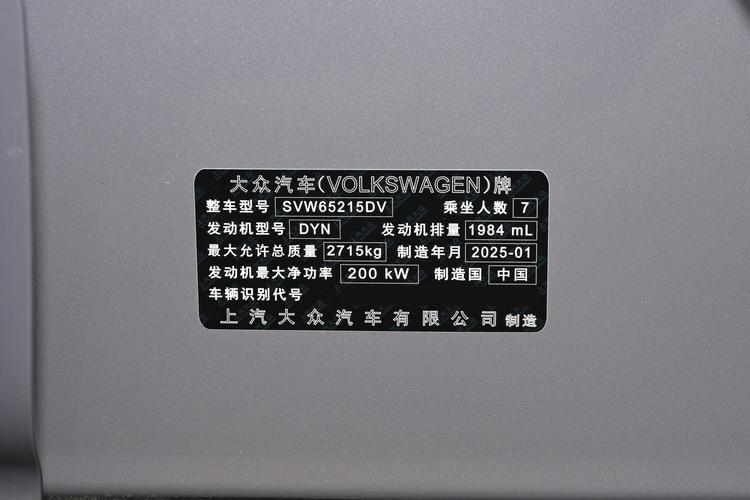 大众汽车(VOLKSWAGEN)牌
整车型号 SVW65215DV 乘坐人数 7
发动机型号 DYN 发动机排量 1984 mL
最大允许总质量 2715kg 制造年月 2025-01
发动机最大净功率 200 kW 制造国 中国
车辆识别代号
上汽大众汽车有限公司 制造